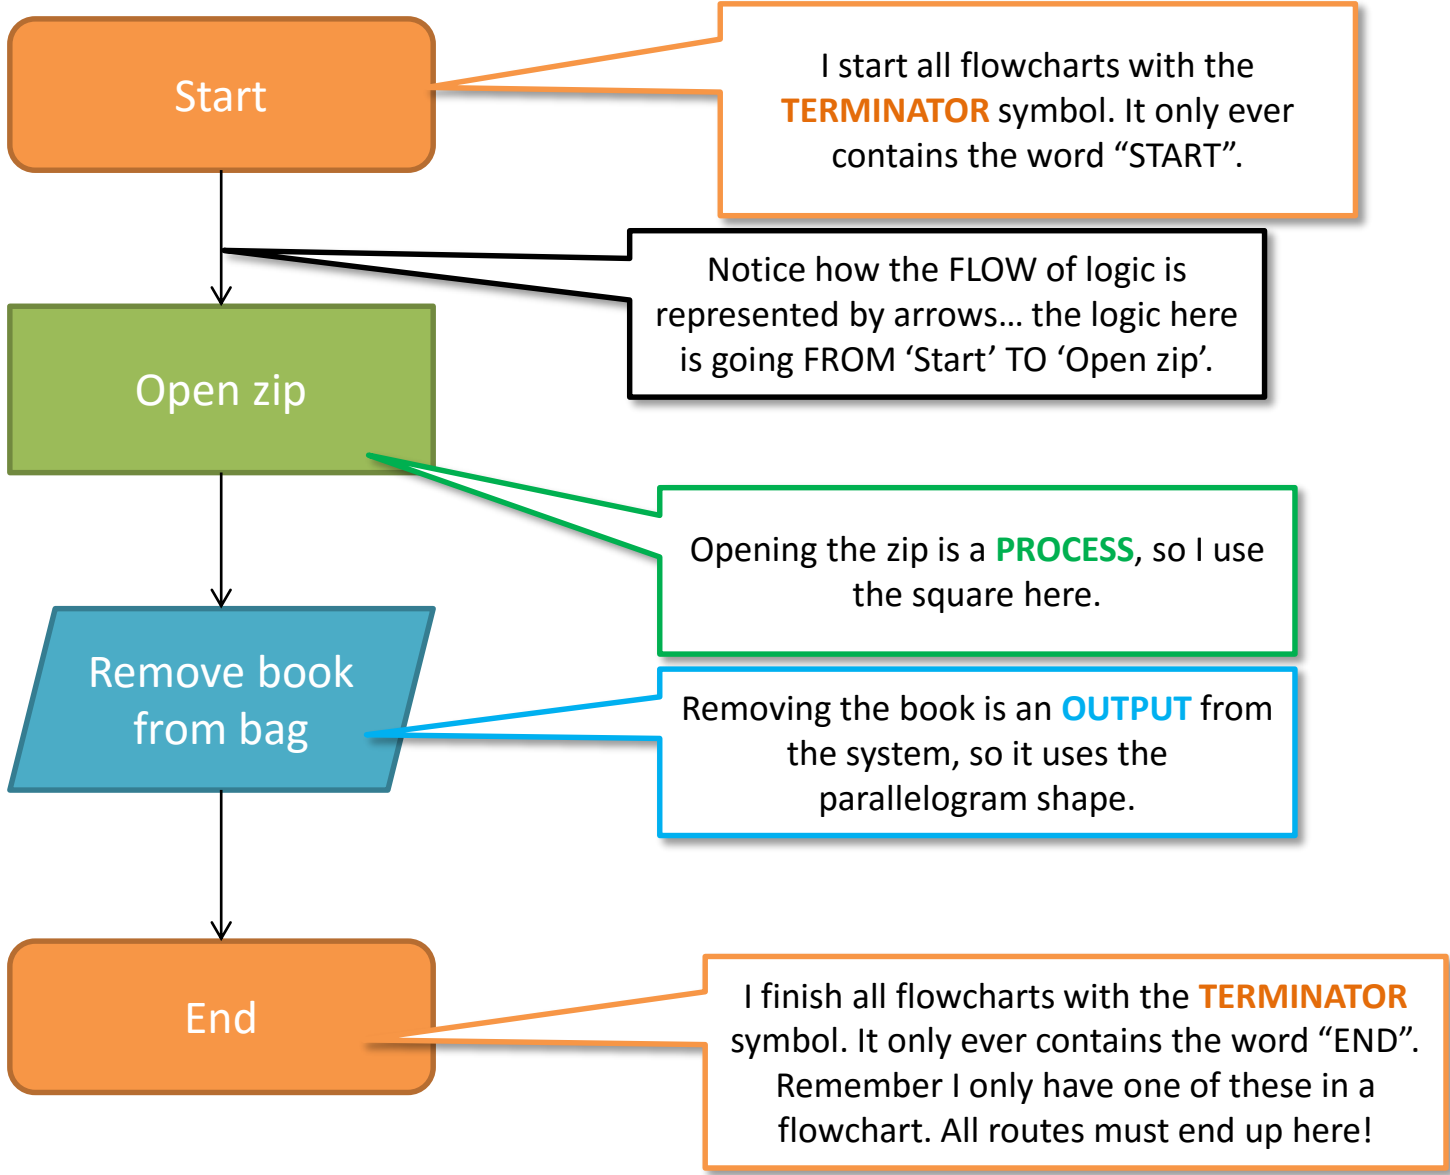 Start
I start all flowcharts with the
TERMINATOR symbol. It only ever
contains the word “START”.
Notice how the FLOW of logic is
represented by arrows… the logic here
is going FROM ‘Start’ TO ‘Open zip’.
Open zip
Opening the zip is a PROCESS, so I use
the square here.
Remove book
from bag
Removing the book is an OUTPUT from
the system, so it uses the
parallelogram shape.
End
I finish all flowcharts with the TERMINATOR
symbol. It only ever contains the word “END”.
Remember I only have one of these in a
flowchart. All routes must end up here!